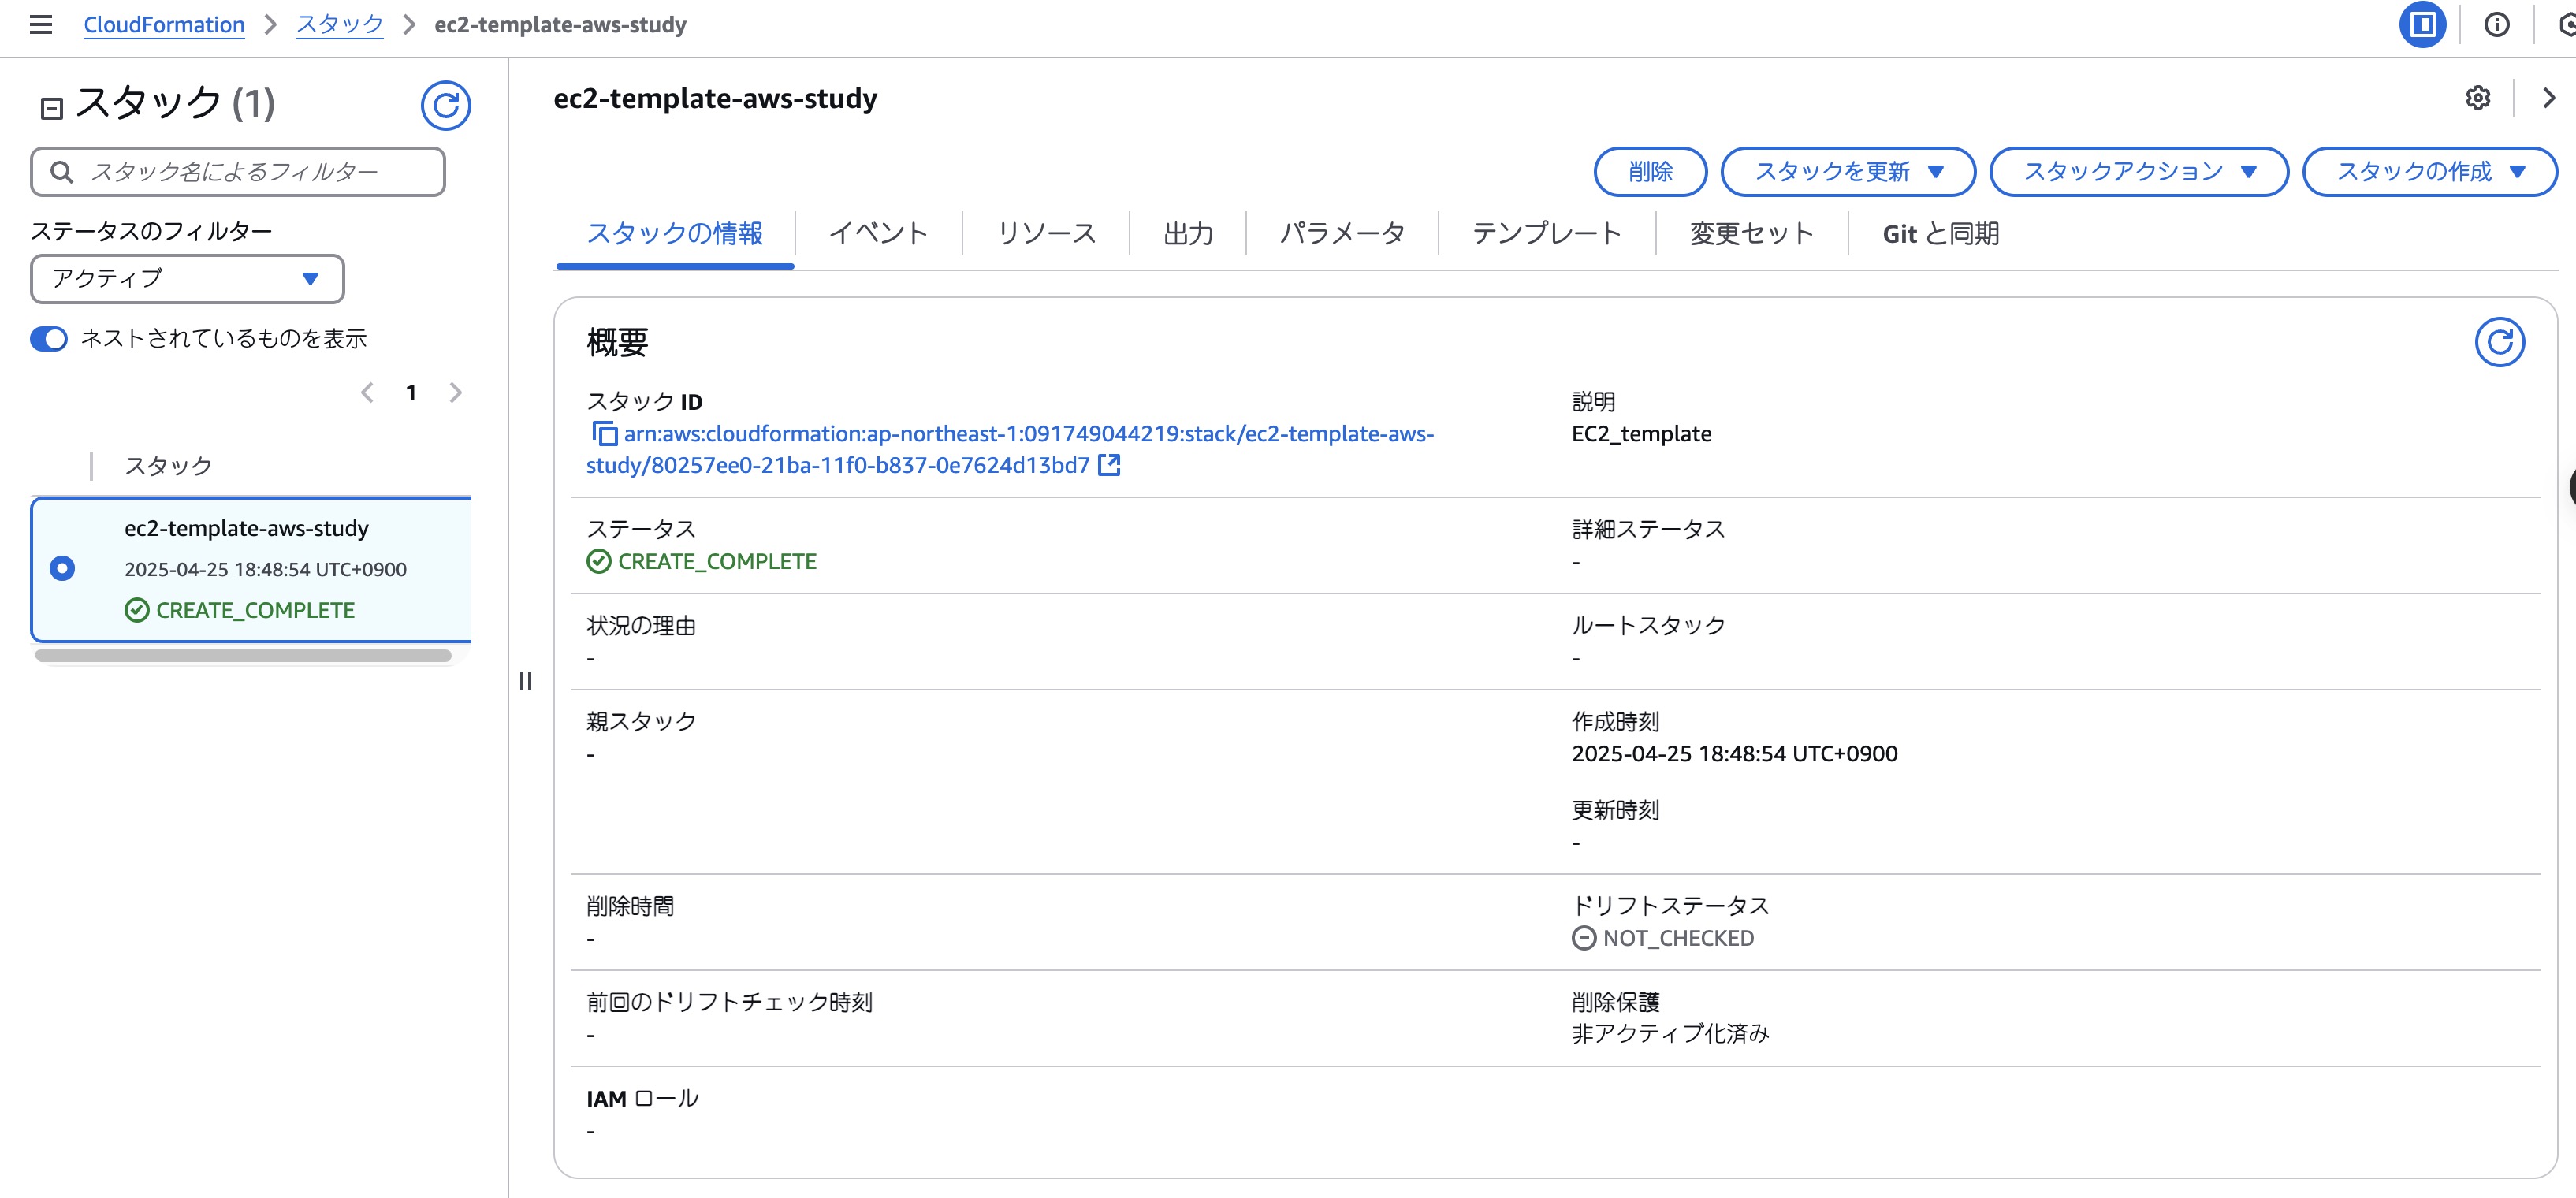 CloudFormation > スタック > ec2-template-aws-study
スタック (1)
スタック名によるフィルター
ステータスのフィルター
アクティブ
ネストされているものを表示
1
スタック
ec2-template-aws-study
2025-04-25 18:48:54 UTC+0900
CREATE_COMPLETE
ec2-template-aws-study
削除
スタックを更新
スタックアクション
スタックの作成
スタックの情報
イベント
リソース
出力
パラメータ
テンプレート
変更セット
Git と同期
概要
スタック ID
arn:aws:cloudformation:ap-northeast-1:091749044219:stack/ec2-template-aws-
study/80257ee0-21ba-11f0-b837-0e7624d13bd7
説明
EC2_template
ステータス
CREATE_COMPLETE
詳細ステータス
-
状況の理由
-
ルートスタック
-
親スタック
-
作成時刻
2025-04-25 18:48:54 UTC+0900
更新時刻
-
削除時間
-
ドリフトステータス
NOT_CHECKED
前回のドリフトチェック時刻
-
削除保護
非アクティブ化済み
IAM ロール
-